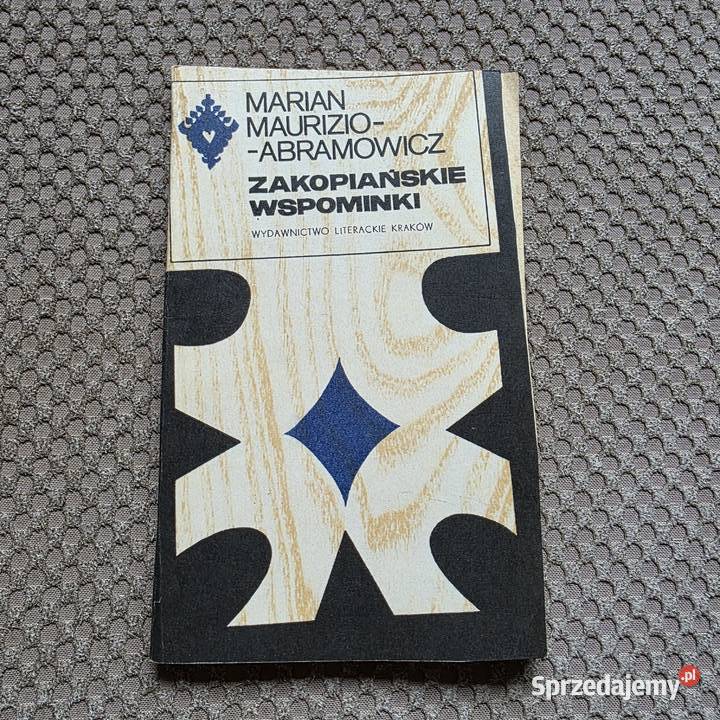 MARIAN
MAURIZIO-
-ABRAMOWICZ
ZAKOPIAŃSKIE
WSPOMINKI
WYDAWNICTWO LITERACKIE KRAKÓW
Sprzedajemy.pl